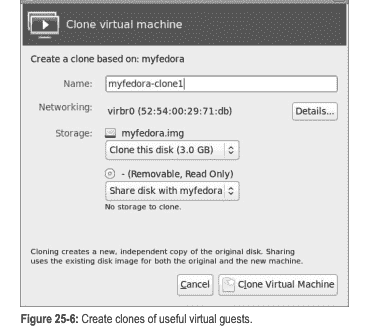 Clone virtual machine
Create a clone based on: myfedora
Name: myfedora-clone1
Networking: virbr0 (52:54:00:29:71:db) Details...
Storage: myfedora.img
Clone this disk (3.0 GB)
- (Removable, Read Only)
Share disk with myfedora
No storage to clone.
Cloning creates a new, independent copy of the original disk. Sharing
uses the existing disk image for both the original and the new machine.
Cancel Clone Virtual Machine
Figure 25-6: Create clones of useful virtual guests.